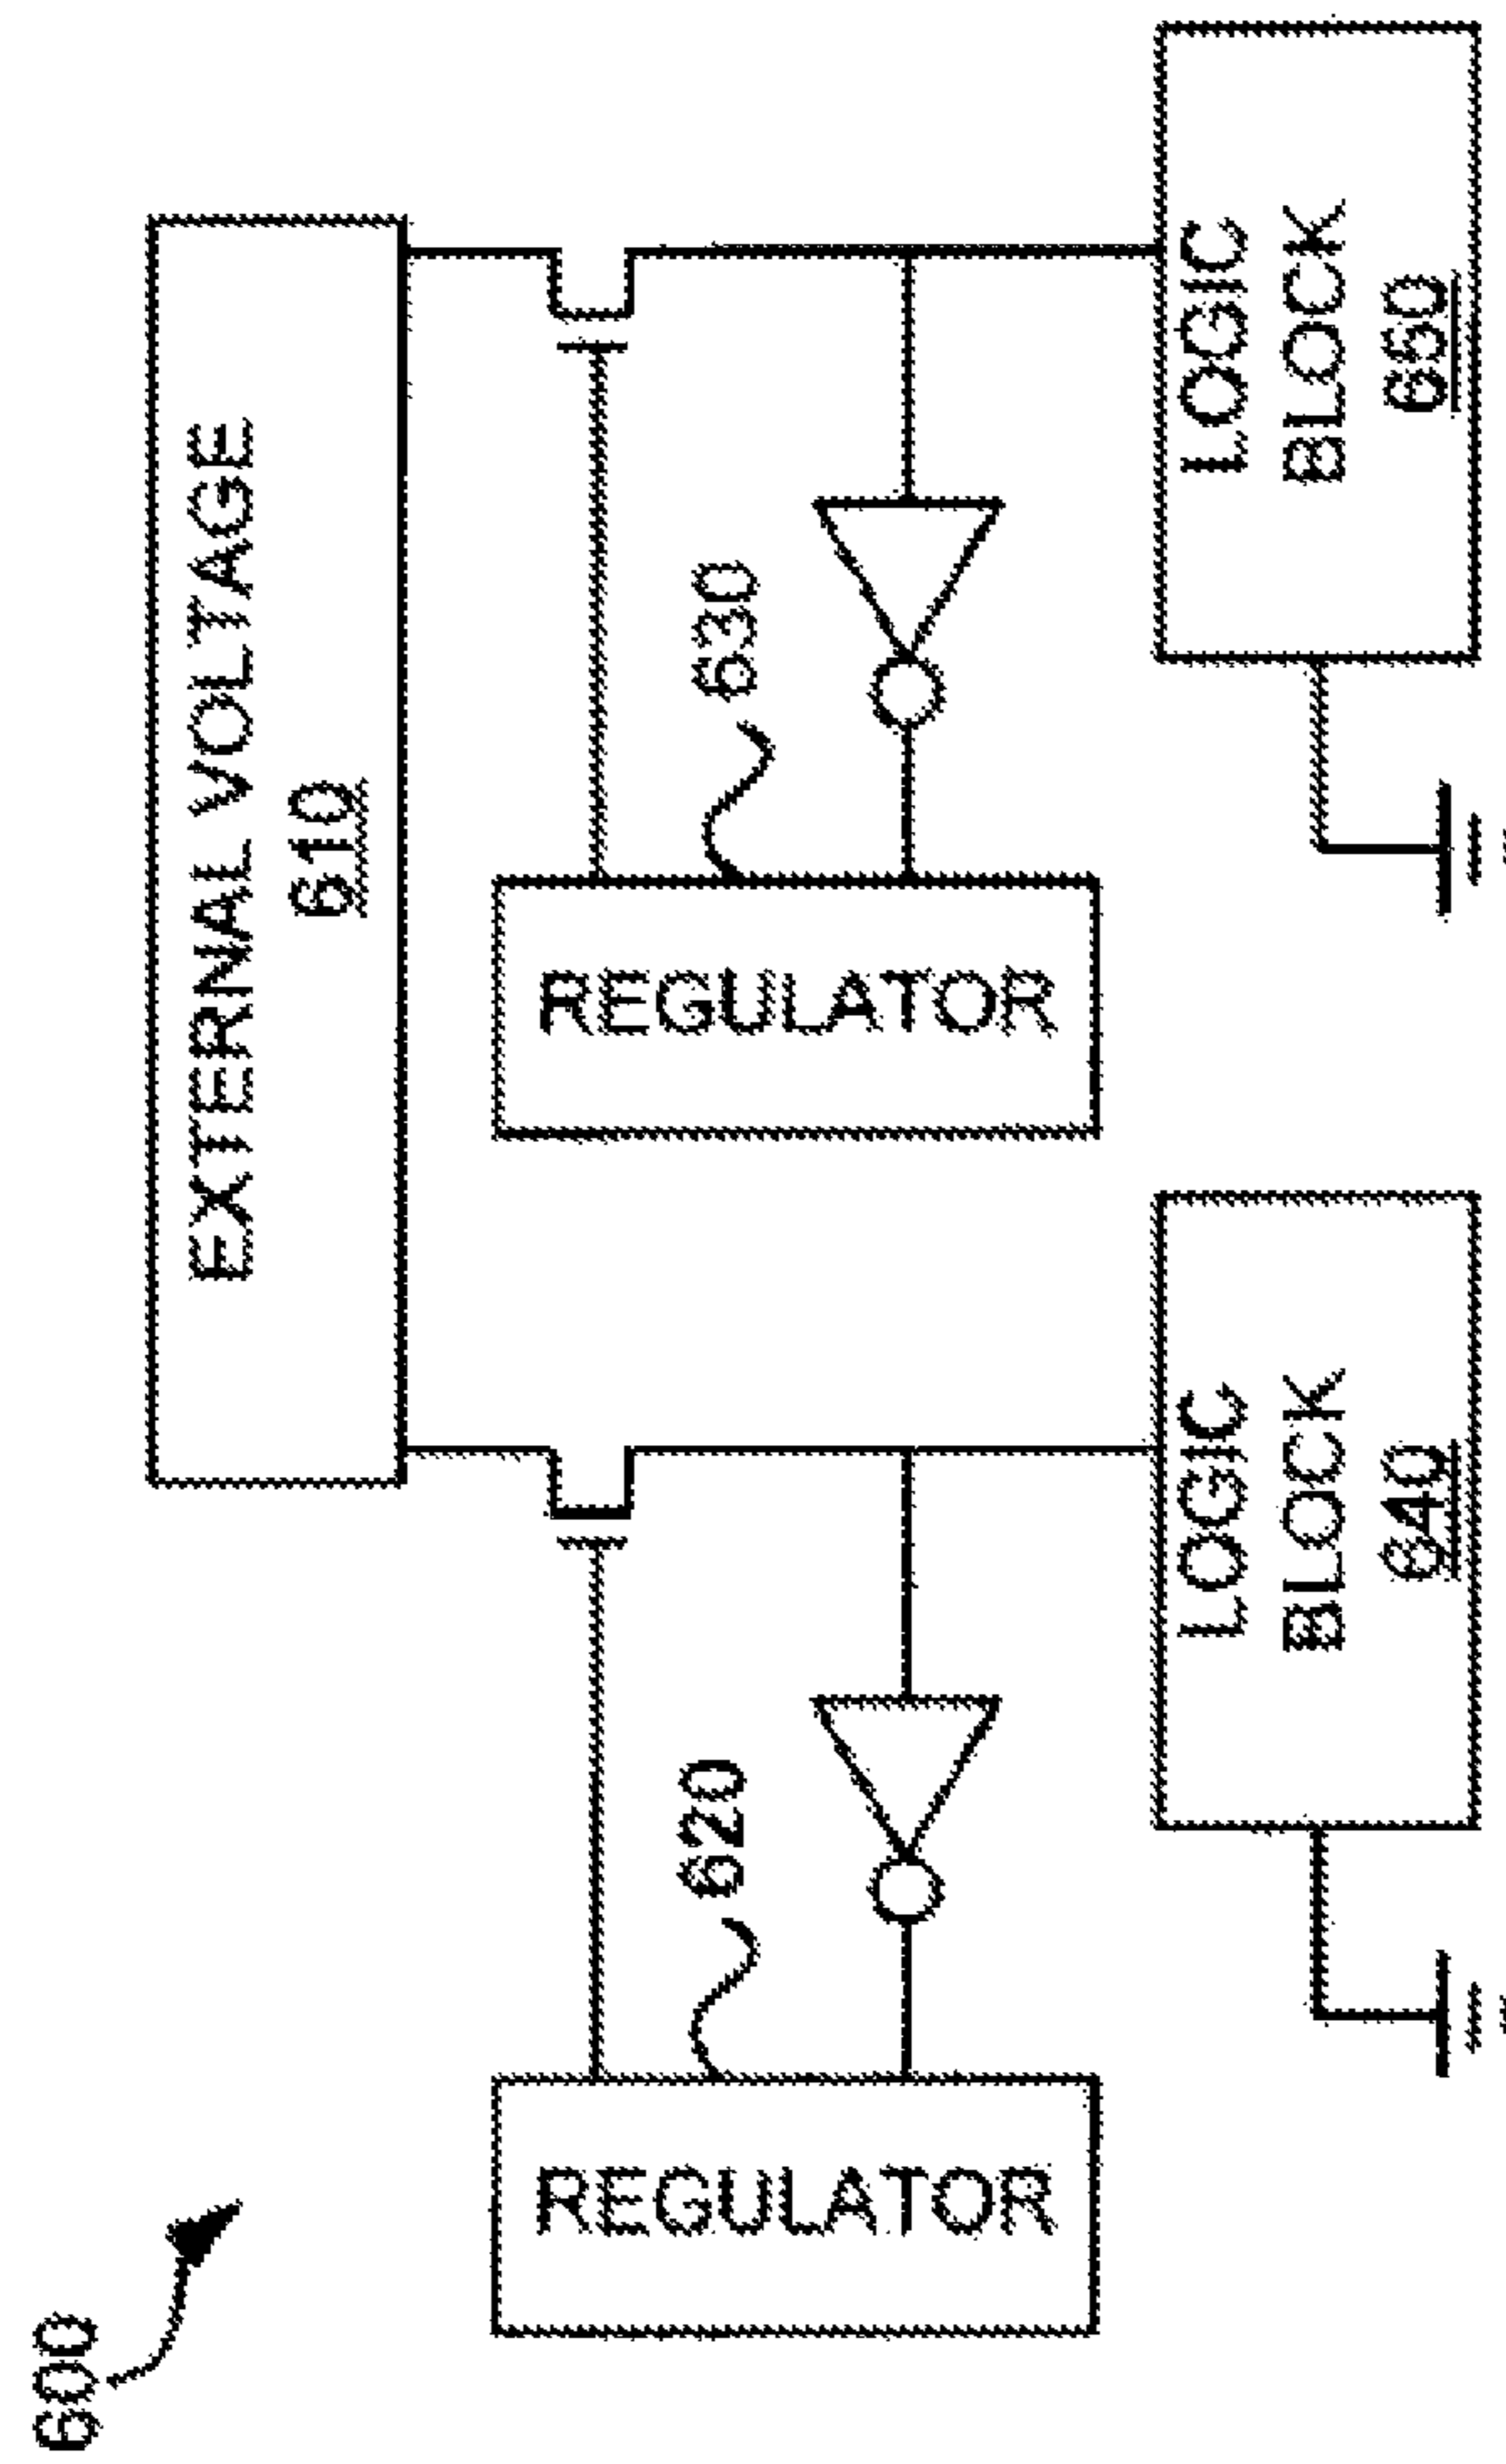 600
EXTERNAL VOLTAGE
610
REGULATOR
620
REGULATOR
630
LOGIC
BLOCK
640
LOGIC
BLOCK
650